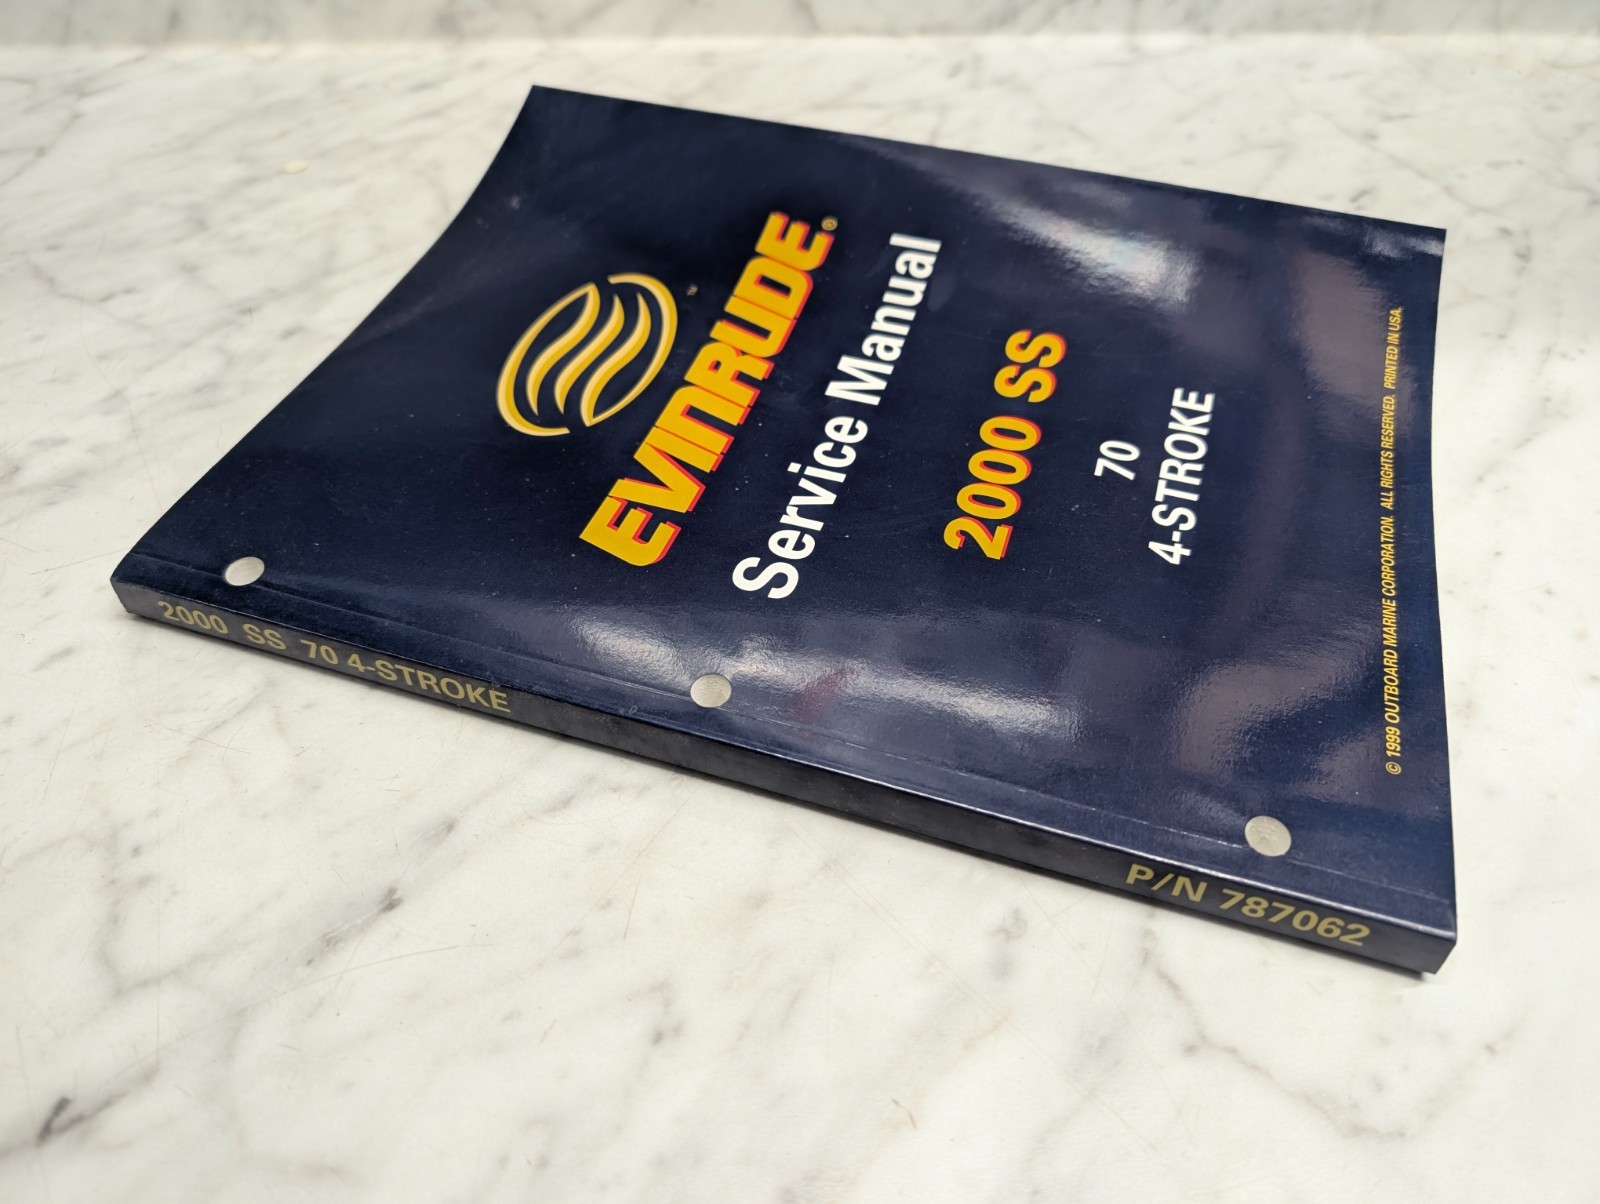 ™
EVINRUDE®
Service Manual
2000 SS
70
4-STROKE
© 1999 OUTBOARD MARINE CORPORATION. ALL RIGHTS RESERVED. PRINTED IN USA.
2000 SS 70 4-STROKE
P/N 787062